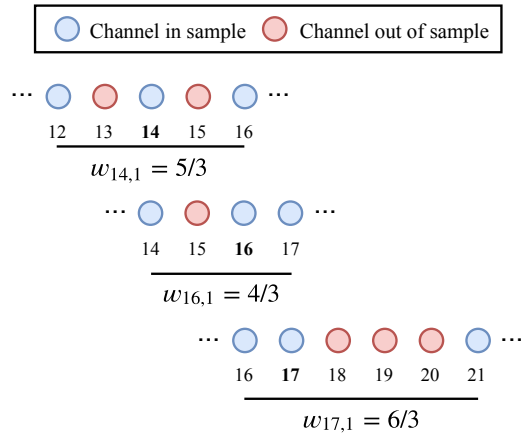 Channel in sample Channel out of sample
... ...
12 13 14 15 16
w14,1 = 5/3
... ...
14 15 16 17
w16,1 = 4/3
... ...
16 17 18 19 20 21
w17,1 = 6/3